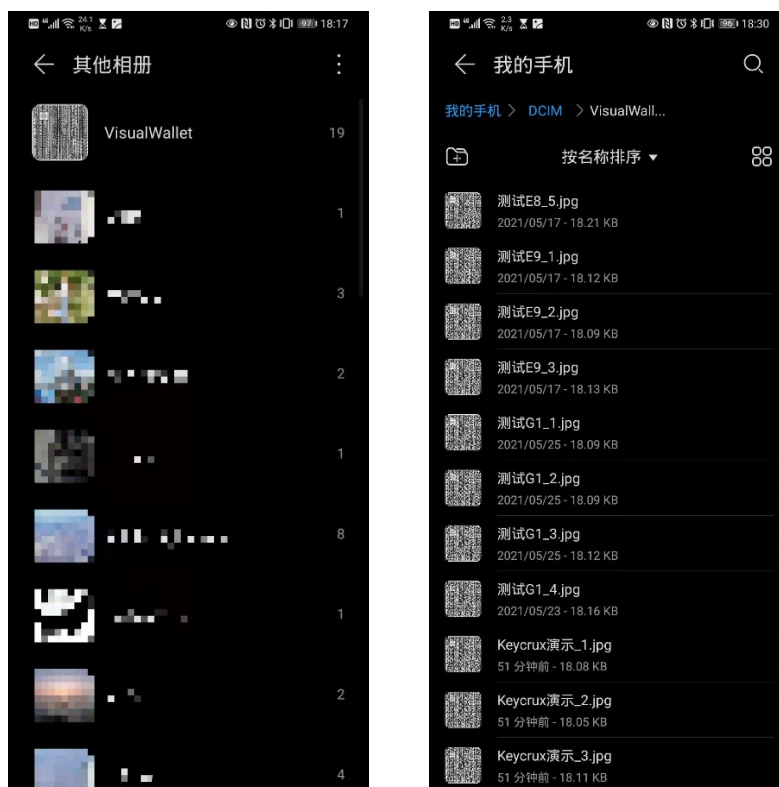 HD 4G 24.1 K/s 97 18:17
其他相册
VisualWallet 19
1
3
2
1
8
1
2
4
HD 4G 2.3 K/s 96 18:30
我的手机
我的手机 > DCIM > VisualWall...
按名称排序
测试E8_5.jpg
2021/05/17 - 18.21 KB
测试E9_1.jpg
2021/05/17 - 18.12 KB
测试E9_2.jpg
2021/05/17 - 18.09 KB
测试E9_3.jpg
2021/05/17 - 18.13 KB
测试G1_1.jpg
2021/05/25 - 18.09 KB
测试G1_2.jpg
2021/05/25 - 18.09 KB
测试G1_3.jpg
2021/05/25 - 18.12 KB
测试G1_4.jpg
2021/05/23 - 18.16 KB
Keycrux演示_1.jpg
51 分钟前 - 18.08 KB
Keycrux演示_2.jpg
51 分钟前 - 18.05 KB
Keycrux演示_3.jpg
51 分钟前 - 18.11 KB